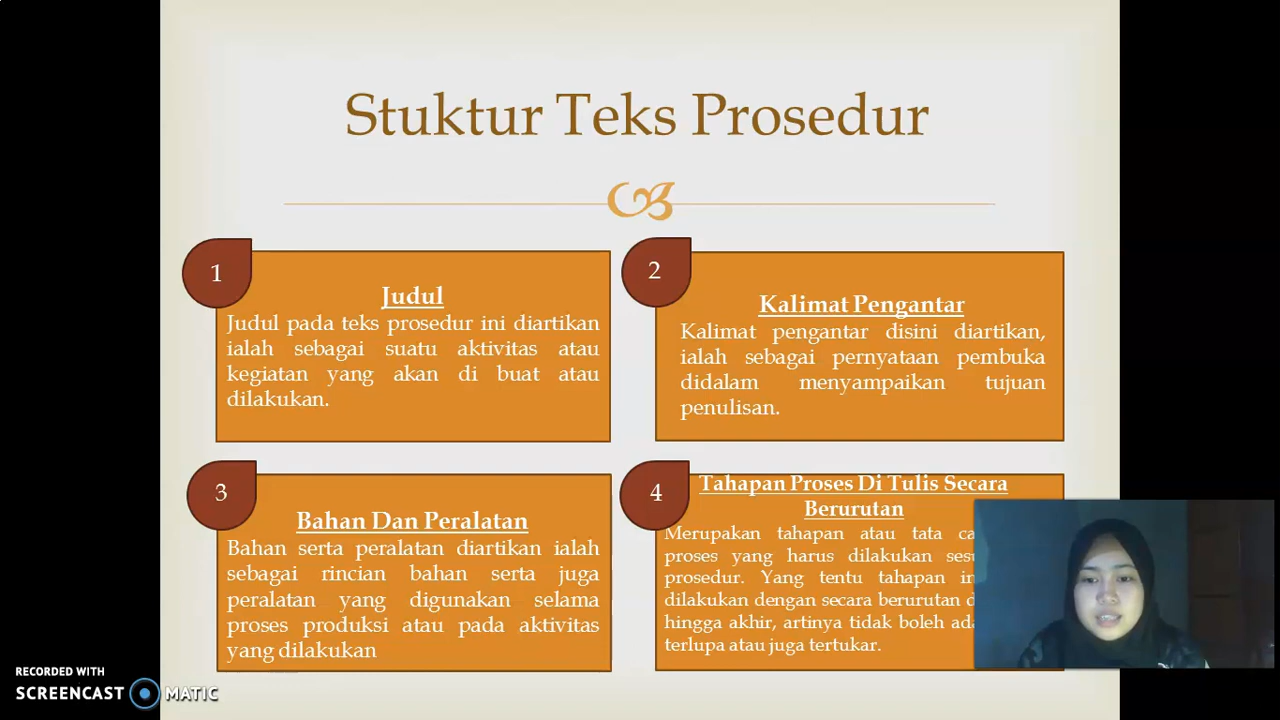 Stuktur Teks Prosedur
1
Judul
Judul pada teks prosedur ini diartikan
ialah sebagai suatu aktivitas atau
kegiatan yang akan di buat atau
dilakukan.
2
Kalimat Pengantar
Kalimat pengantar disini diartikan,
ialah sebagai pernyataan pembuka
didalam menyampaikan tujuan
penulisan.
3
Bahan Dan Peralatan
Bahan serta peralatan diartikan ialah
sebagai rincian bahan serta juga
peralatan yang digunakan selama
proses produksi atau pada aktivitas
yang dilakukan
4
Tahapan Proses Di Tulis Secara
Berurutan
Merupakan tahapan atau tata
proses yang harus dilakukan
prosedur. Yang tentu tahapan
dilakukan dengan secara berurutan
hingga akhir, artinya tidak boleh
terlupa atau juga tertukar.
RECORDED WITH
SCREENCAST MATIC